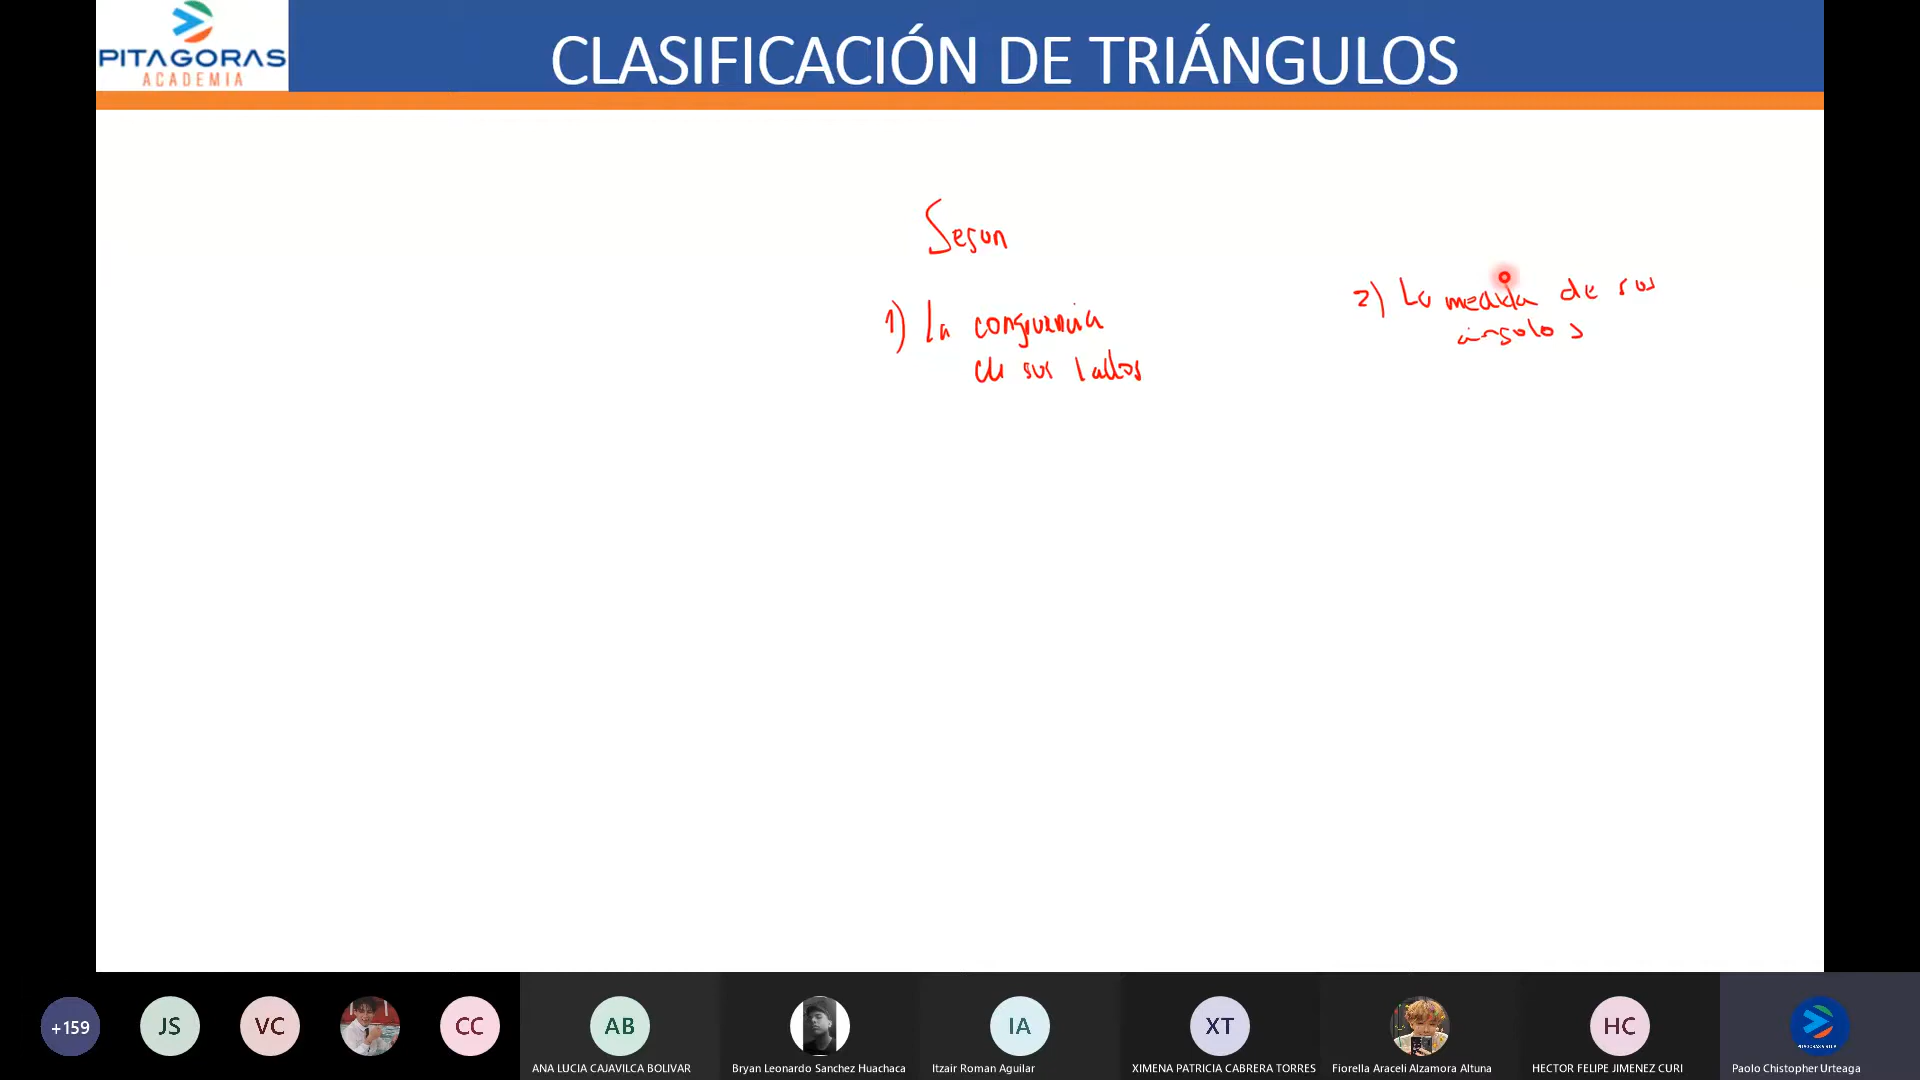 PITAGORAS
ACADEMIA
CLASIFICACIÓN DE TRIÁNGULOS
Segun
1) La congruencia
de sus lados
2) La medida de sus
angulos
+159
JS
VC
CC
AB
IA
XT
HC
ANA LUCIA CAJAVILCA BOLIVAR
Bryan Leonardo Sanchez Huachaca
Itzair Roman Aguilar
XIMENA PATRICIA CABRERA TORRES
Fiorella Araceli Alzamora Altuna
HECTOR FELIPE JIMENEZ CURI
Paolo Chistopher Urteaga